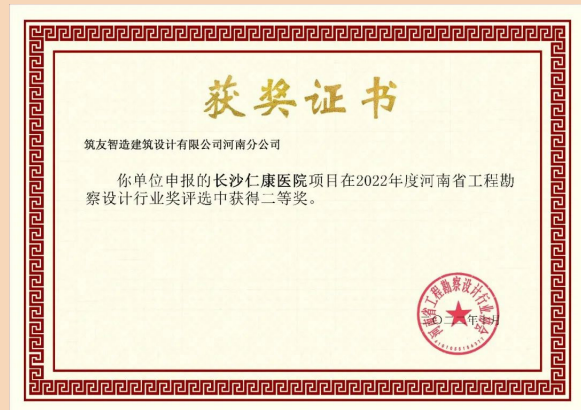 获奖证书
筑友智造建筑设计有限公司河南分公司
你单位申报的长沙仁康医院项目在2022年度河南省工程勘
察设计行业奖评选中获得二等奖。
河南省工程勘察设计行业协会